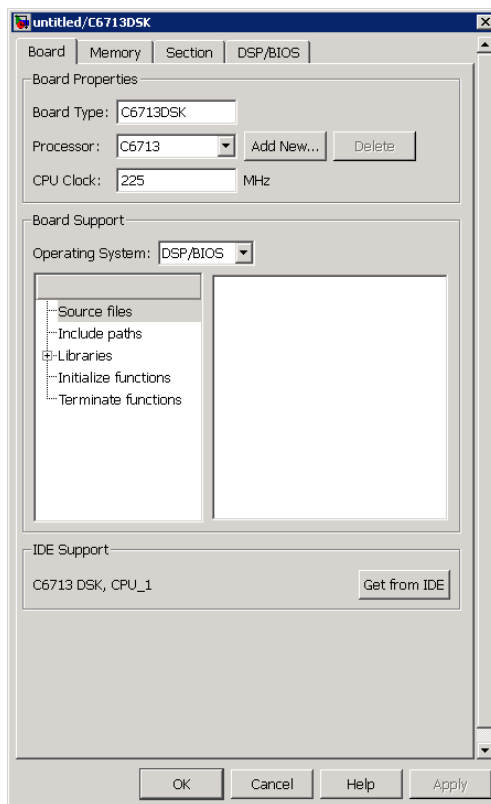 untitled/C6713DSK
Board Memory Section DSP/BIOS
Board Properties
Board Type: C6713DSK
Processor: C6713 Add New... Delete
CPU Clock: 225 MHz
Board Support
Operating System: DSP/BIOS
Source files
Include paths
Libraries
Initialize functions
Terminate functions
IDE Support
C6713 DSK, CPU_1 Get from IDE
OK Cancel Help Apply